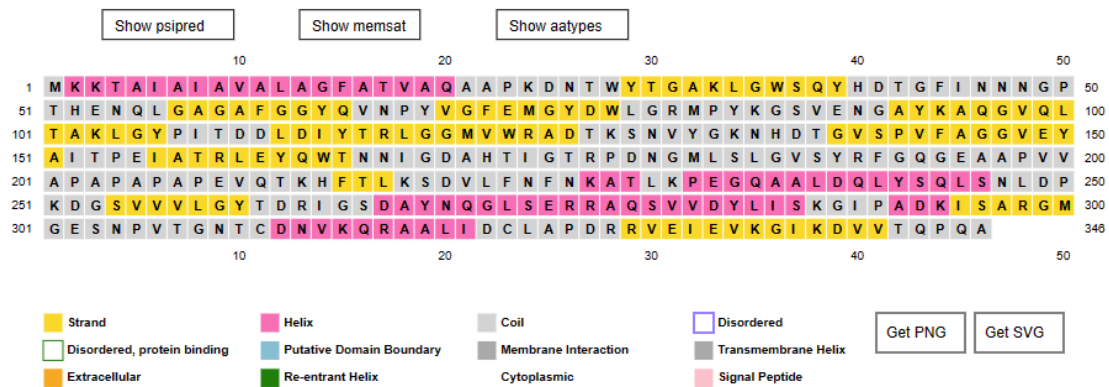 Show psipred Show memsat Show aatypes
10 20 30 40 50
1 M K K T A I A I A V A L A G F A T V A Q A A P K D N T W Y T G A K L G W S Q Y H D T G F I N N N G P 50
51 T H E N Q L G A G A F G G Y Q V N P Y V G F E M G Y D W L G R M P Y K G S V E N G A Y K A Q G V Q L 100
101 T A K L G Y P I T D D L D I Y T R L G G M V W R A D T K S N V Y G K N H D T G V S P V F A G G V E Y 150
151 A I T P E I A T R L E Y Q W T N N I G D A H T I G T R P D N G M L S L G V S Y R F G Q G E A A P V V 200
201 A P A P A P A P E V Q T K H F T L K S D V L F N F N K A T L K P E G Q A A L D Q L Y S Q L S N L D P 250
251 K D G S V V V L G Y T D R I G S D A Y N Q G L S E R R A Q S V V D Y L I S K G I P A D K I S A R G M 300
301 G E S N P V T G N T C D N V K Q R A A L I D C L A P D R R V E I E V K G I K D V V T Q P Q A 346
10 20 30 40 50
Strand Helix Coil Disordered
Disordered, protein binding Putative Domain Boundary Membrane Interaction Transmembrane Helix
Extracellular Re-entrant Helix Cytoplasmic Signal Peptide
Get PNG Get SVG